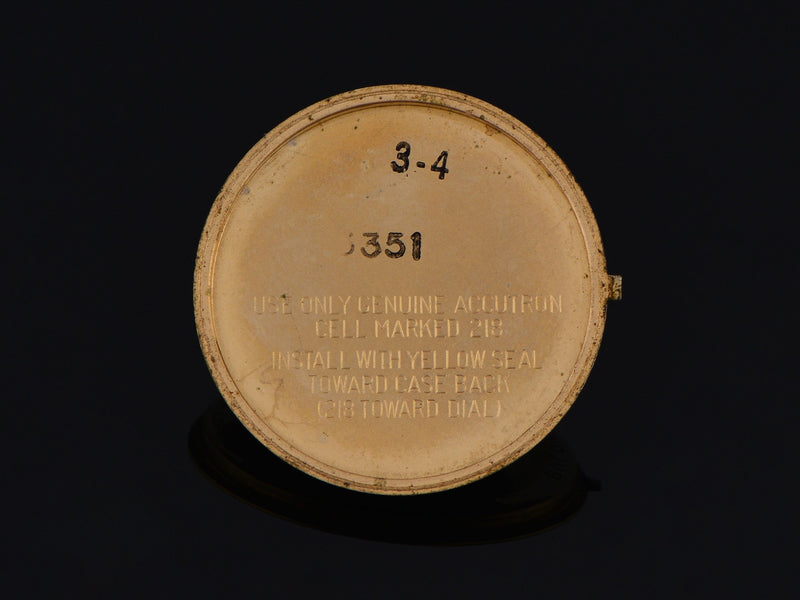 3-4
351
USE ONLY GENUINE ACCUTRON
CELL MARKED 218
INSTALL WITH YELLOW SEAL
TOWARD CASE BACK
(218 TOWARD DIAL)